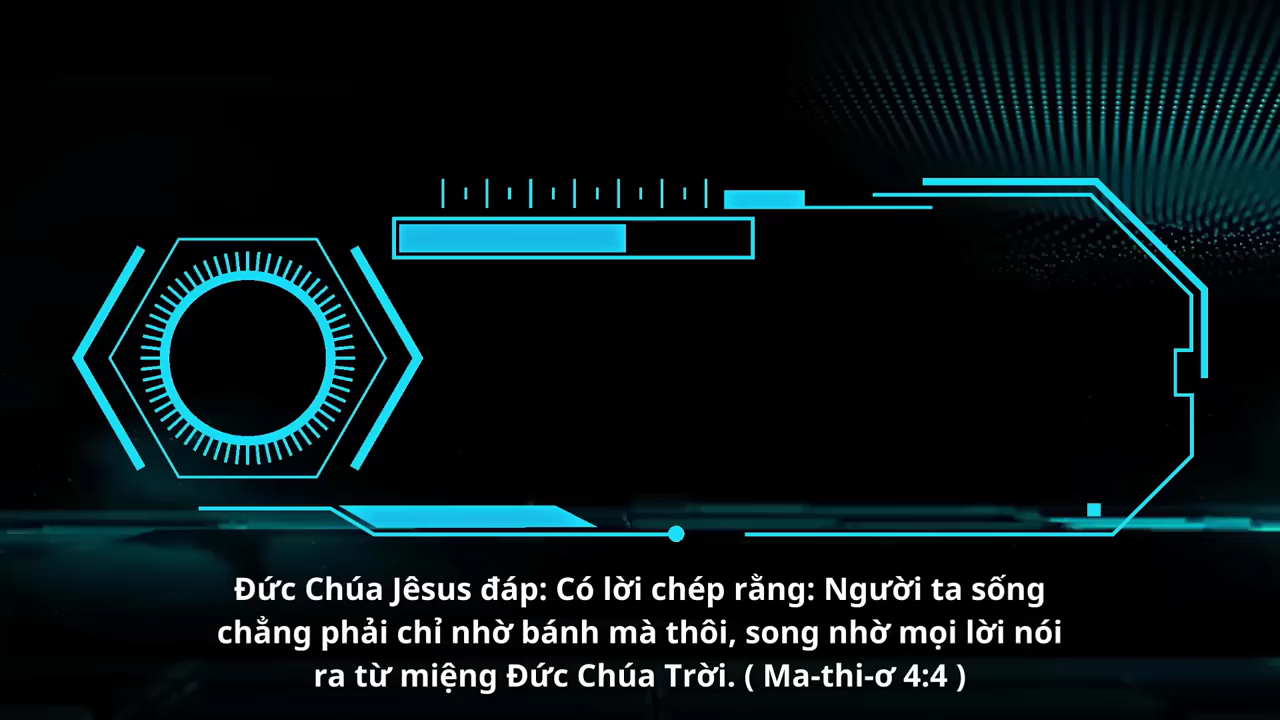 Đức Chúa Jêsus đáp: Có lời chép rằng: Người ta sống
chẳng phải chỉ nhờ bánh mà thôi, song nhờ mọi lời nói
ra từ miệng Đức Chúa Trời. ( Ma-thi-ơ 4:4 )